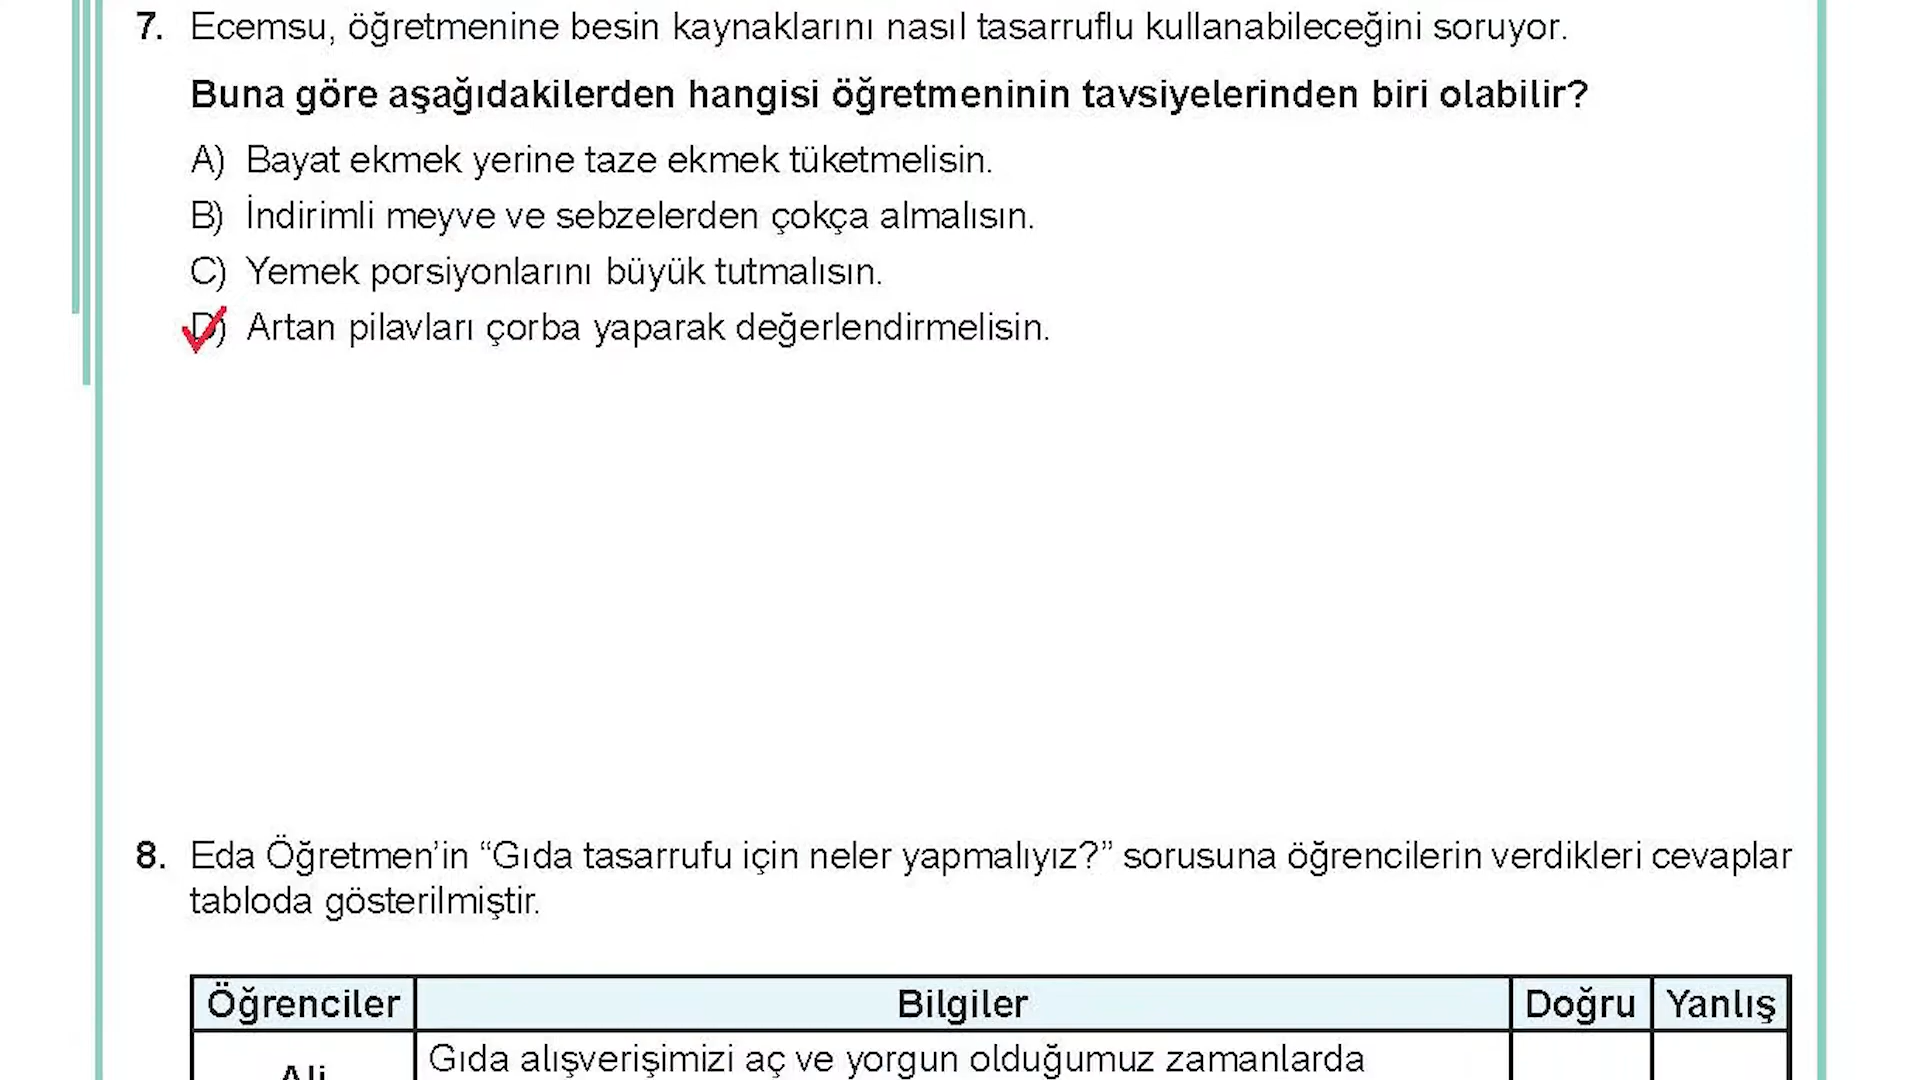 7. Ecemsu, öğretmenine besin kaynaklarını nasıl tasarruflu kullanabileceğini soruyor.
Buna göre aşağıdakilerden hangisi öğretmeninin tavsiyelerinden biri olabilir?
A) Bayat ekmek yerine taze ekmek tüketmelisin.
B) İndirimli meyve ve sebzelerden çokça almalısın.
C) Yemek porsiyonlarını büyük tutmalısın.
D) Artan pilavları çorba yaparak değerlendirmelisin.
8. Eda Öğretmen’in “Gıda tasarrufu için neler yapmalıyız?” sorusuna öğrencilerin verdikleri cevaplar
tabloda gösterilmiştir.
Öğrenciler Bilgiler Doğru Yanlış
Gıda alışverişimizi aç ve yorgun olduğumuz zamanlarda
Ali